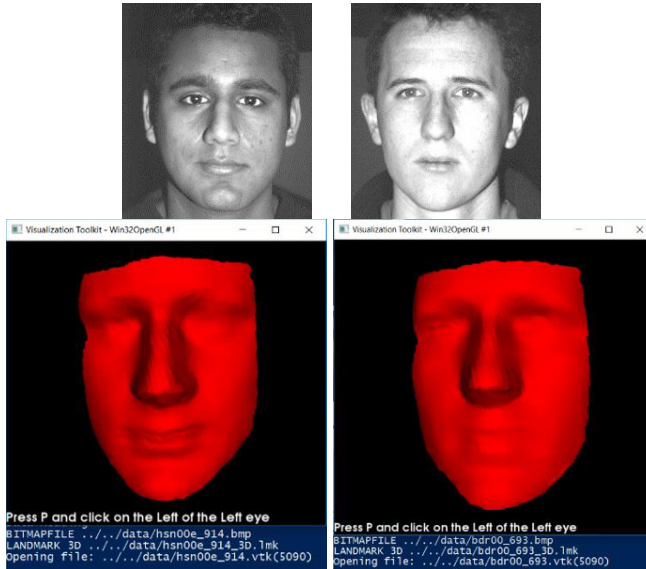 Visualization Toolkit - Win32OpenGL #1
Press P and click on the Left of the Left eye
BITMAPFILE ../../data/hsn00e_914.bmp
LANDMARK 3D ../../data/hsn00e_914_3D.lmk
Opening file: ../../data/hsn00e_914.vtk(5090)
Visualization Toolkit - Win32OpenGL #1
Press P and click on the Left of the Left eye
BITMAPFILE ../../data/bdr00_693.bmp
LANDMARK 3D ../../data/bdr00_693_3D.lmk
Opening file: ../../data/bdr00_693.vtk(5090)